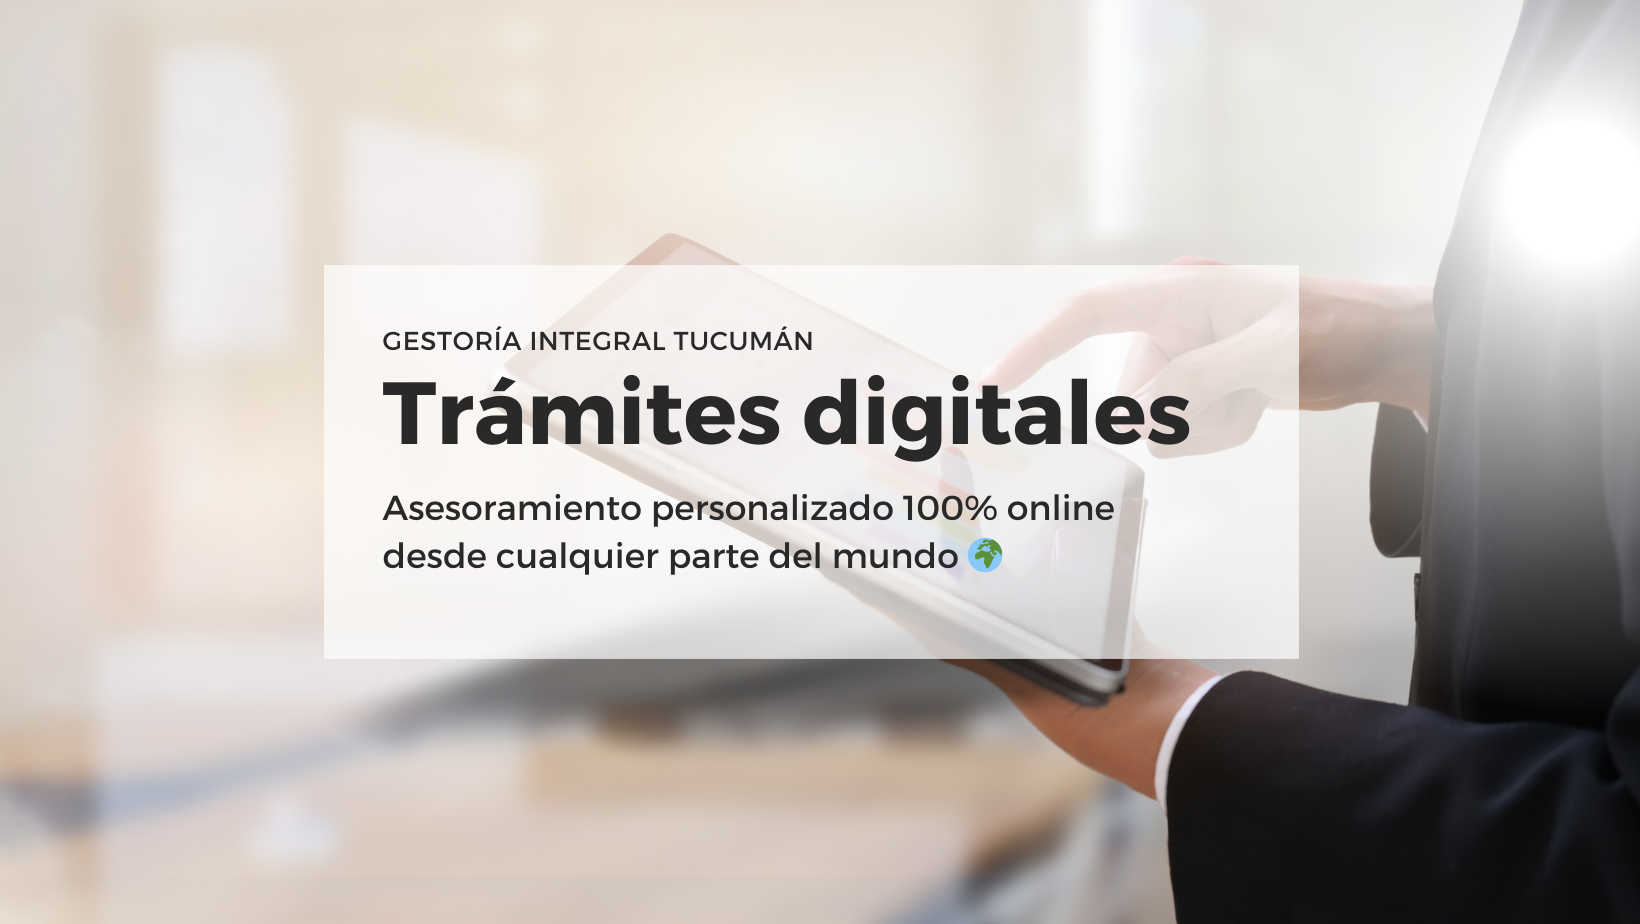 GESTORÍA INTEGRAL TUCUMÁN
Trámites digitales
Asesoramiento personalizado 100% online
desde cualquier parte del mundo 🌍